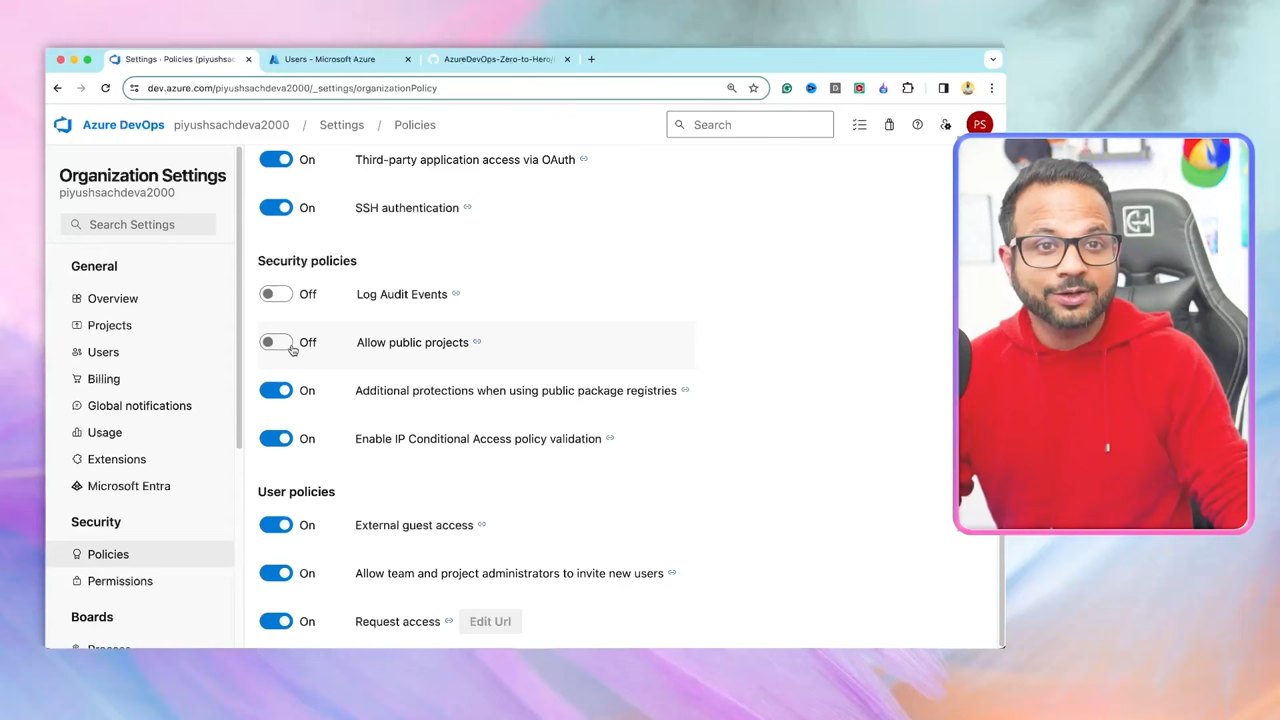 Settings · Policies (piyushsac
Users - Microsoft Azure
AzureDevOps-Zero-to-Hero/
dev.azure.com/piyushsachdeva2000/_settings/organizationPolicy
Azure DevOps
piyushsachdeva20
/ Settings / Policies
Search
PS
Organization Settings
piyushsachdeva2000
Search Settings
General
Overview
Projects
Users
Billing
Global notifications
Usage
Extensions
Microsoft Entra
Security
Policies
Permissions
Boards
On Third-party application access via OAuth
On SSH authentication
Security policies
Off Log Audit Events
Off Allow public projects
On Additional protections when using public package registries
On Enable IP Conditional Access policy validation
User policies
On External guest access
On Allow team and project administrators to invite new users
On Request access Edit Url